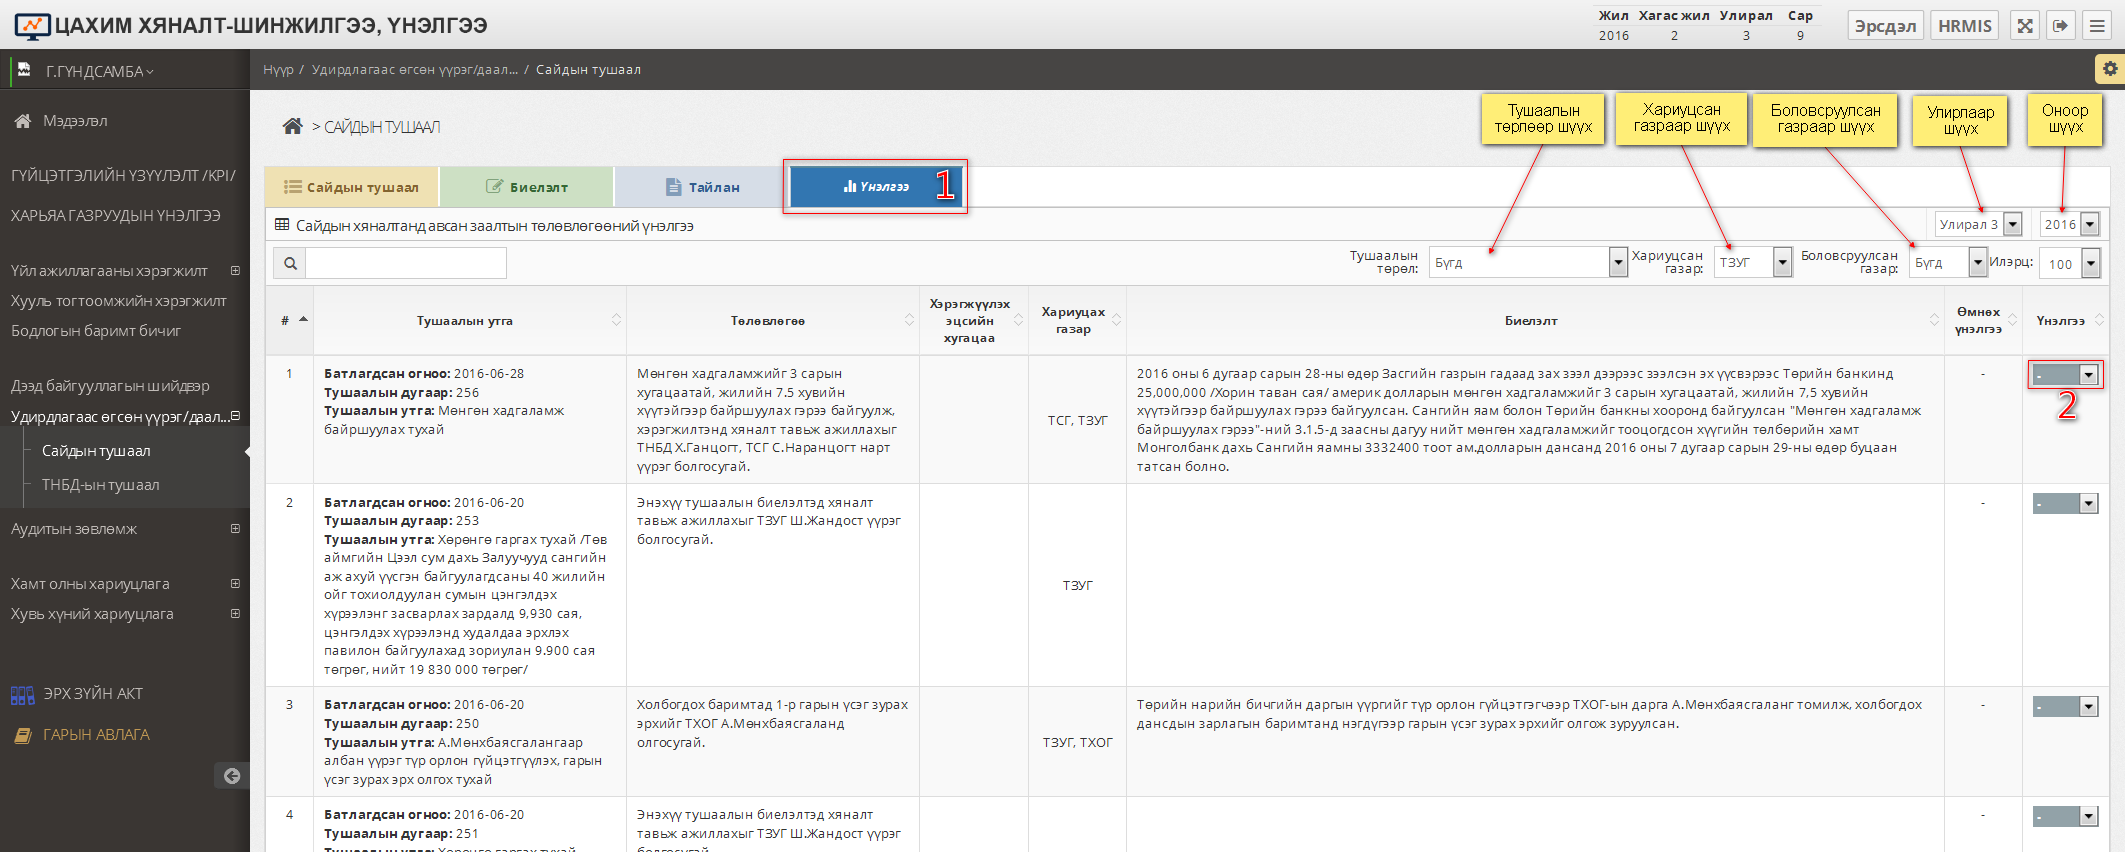 ЦАХИМ ХЯНАЛТ-ШИНЖИЛГЭЭ, ҮНЭЛГЭЭ
Жил Хагас жил Улирал Сар
2016 2 3 9
Эрсдэл HRMIS
Г.ГҮНДСАМБА
Нүүр / Удирдлагаас өгсөн үүрэг/даал... / Сайдын тушаал
Мэдээлэл
ГҮЙЦЭТГЭЛИЙН ҮЗҮҮЛЭЛТ /KPI/
ХАРЬЯА ГАЗРУУДЫН ҮНЭЛГЭЭ
Үйл ажиллагааны хэрэгжилт
Хууль тогтоомжийн хэрэгжилт
Бодлогын баримт бичиг
Дээд байгууллагын шийдвэр
Удирдлагаас өгсөн үүрэг/даал...
Сайдын тушаал
ТНБД-ын тушаал
Аудитын зөвлөмж
Хамт олны хариуцлага
Хувь хүний хариуцлага
ЭРХ ЗҮЙН АКТ
ГАРЫН АВЛАГА
> САЙДЫН ТУШААЛ
Тушаалын
төрлөөр шүүх
Хариуцсан
газраар шүүх
Боловсруулсан
газраар шүүх
Улирлаар
шүүх
Оноор
шүүх
Сайдын тушаал
Биелэлт
Тайлан
Үнэлгээ
1
Сайдын хяналтанд авсан заалтын төлөвлөгөөний үнэлгээ
Улирал 3
2016
Тушаалын
төрөл:
Бүгд
Хариуцсан
газар:
ТЗУГ
Боловсруулсан
газар:
Бүгд
Илэрц:
100
#
Тушаалын утга
Төлөвлөгөө
Хэрэгжүүлэх
эцсийн
хугацаа
Хариуцах
газар
Биелэлт
Өмнөх
үнэлгээ
Үнэлгээ
1
Батлагдсан огноо: 2016-06-28
Тушаалын дугаар: 256
Тушаалын утга: Мөнгөн хадгаламж
байршуулах тухай
Мөнгөн хадгаламжийг 3 сарын
хугацаатай, жилийн 7.5 хувийн
хүүтэйгээр байршуулах гэрээ байгуулж,
хэрэгжилтэнд хяналт тавьж ажиллахыг
ТНБД Х.Ганцогт, ТСГ С.Наранцогт нарт
үүрэг болгосугай.
ТСГ, ТЗУГ
2016 оны 6 дугаар сарын 28-ны өдөр Засгийн газрын гадаад зах зээл дээрээс зээлсэн эх үүсвэрээс Төрийн банкинд
25,000,000 /Хорин таван сая/ америк долларын мөнгөн хадгаламжийг 3 сарын хугацаатай, жилийн 7,5 хувийн
хүүтэйгээр байршуулах гэрээ байгуулсан. Сангийн яам болон Төрийн банкны хооронд байгуулсан "Мөнгөн хадгаламж
байршуулах гэрээ"-ний 3.1.5-д заасны дагуу нийт мөнгөн хадгаламжийг тооцогдсон хүүгийн төлбөрийн хамт
Монголбанк дахь Сангийн яамны 3332400 тоот ам.долларын дансанд 2016 оны 7 дугаар сарын 29-ны өдөр буцаан
татсан болно.
-
-
2
2
Батлагдсан огноо: 2016-06-20
Тушаалын дугаар: 253
Тушаалын утга: Хөрөнгө гаргах тухай /Төв
аймгийн Цээл сум дахь Залуучууд сангийн
аж ахуй үүсгэн байгуулагдсаны 40 жилийн
ойг тохиолдуулан сумын цэнгэлдэх
хүрээлэнг засварлах зардалд 9,930 сая,
цэнгэлдэх хүрээлэнд худалдаа эрхлэх
павилон байгуулахад зориулан 9.900 сая
төгрөг, нийт 19 830 000 төгрөг/
Энэхүү тушаалын биелэлтэд хяналт
тавьж ажиллахыг ТЗУГ Ш.Жандост үүрэг
болгосугай.
ТЗУГ
-
-
3
Батлагдсан огноо: 2016-06-20
Тушаалын дугаар: 250
Тушаалын утга: А.Мөнхбаясгалангаар
албан үүрэг түр орлон гүйцэтгүүлэх, гарын
үсэг зурах эрх олгох тухай
Холбогдох баримтад 1-р гарын үсэг зурах
эрхийг ТХОГ А.Мөнхбаясгаланд
олгосугай.
ТЗУГ, ТХОГ
Төрийн нарийн бичгийн даргын үүргийг түр орлон гүйцэтгэгчээр ТХОГ-ын дарга А.Мөнхбаясгаланг томилж, холбогдох
дансдын зарлагын баримтанд нэгдүгээр гарын үсэг зурах эрхийг олгож зуруулсан.
-
-
4
Батлагдсан огноо: 2016-06-20
Тушаалын дугаар: 251
Тушаалын утга: Хөрөнгө гаргах тухай
Энэхүү тушаалын биелэлтэд хяналт
тавьж ажиллахыг ТЗУГ Ш.Жандост үүрэг
болгосугай.
-
-